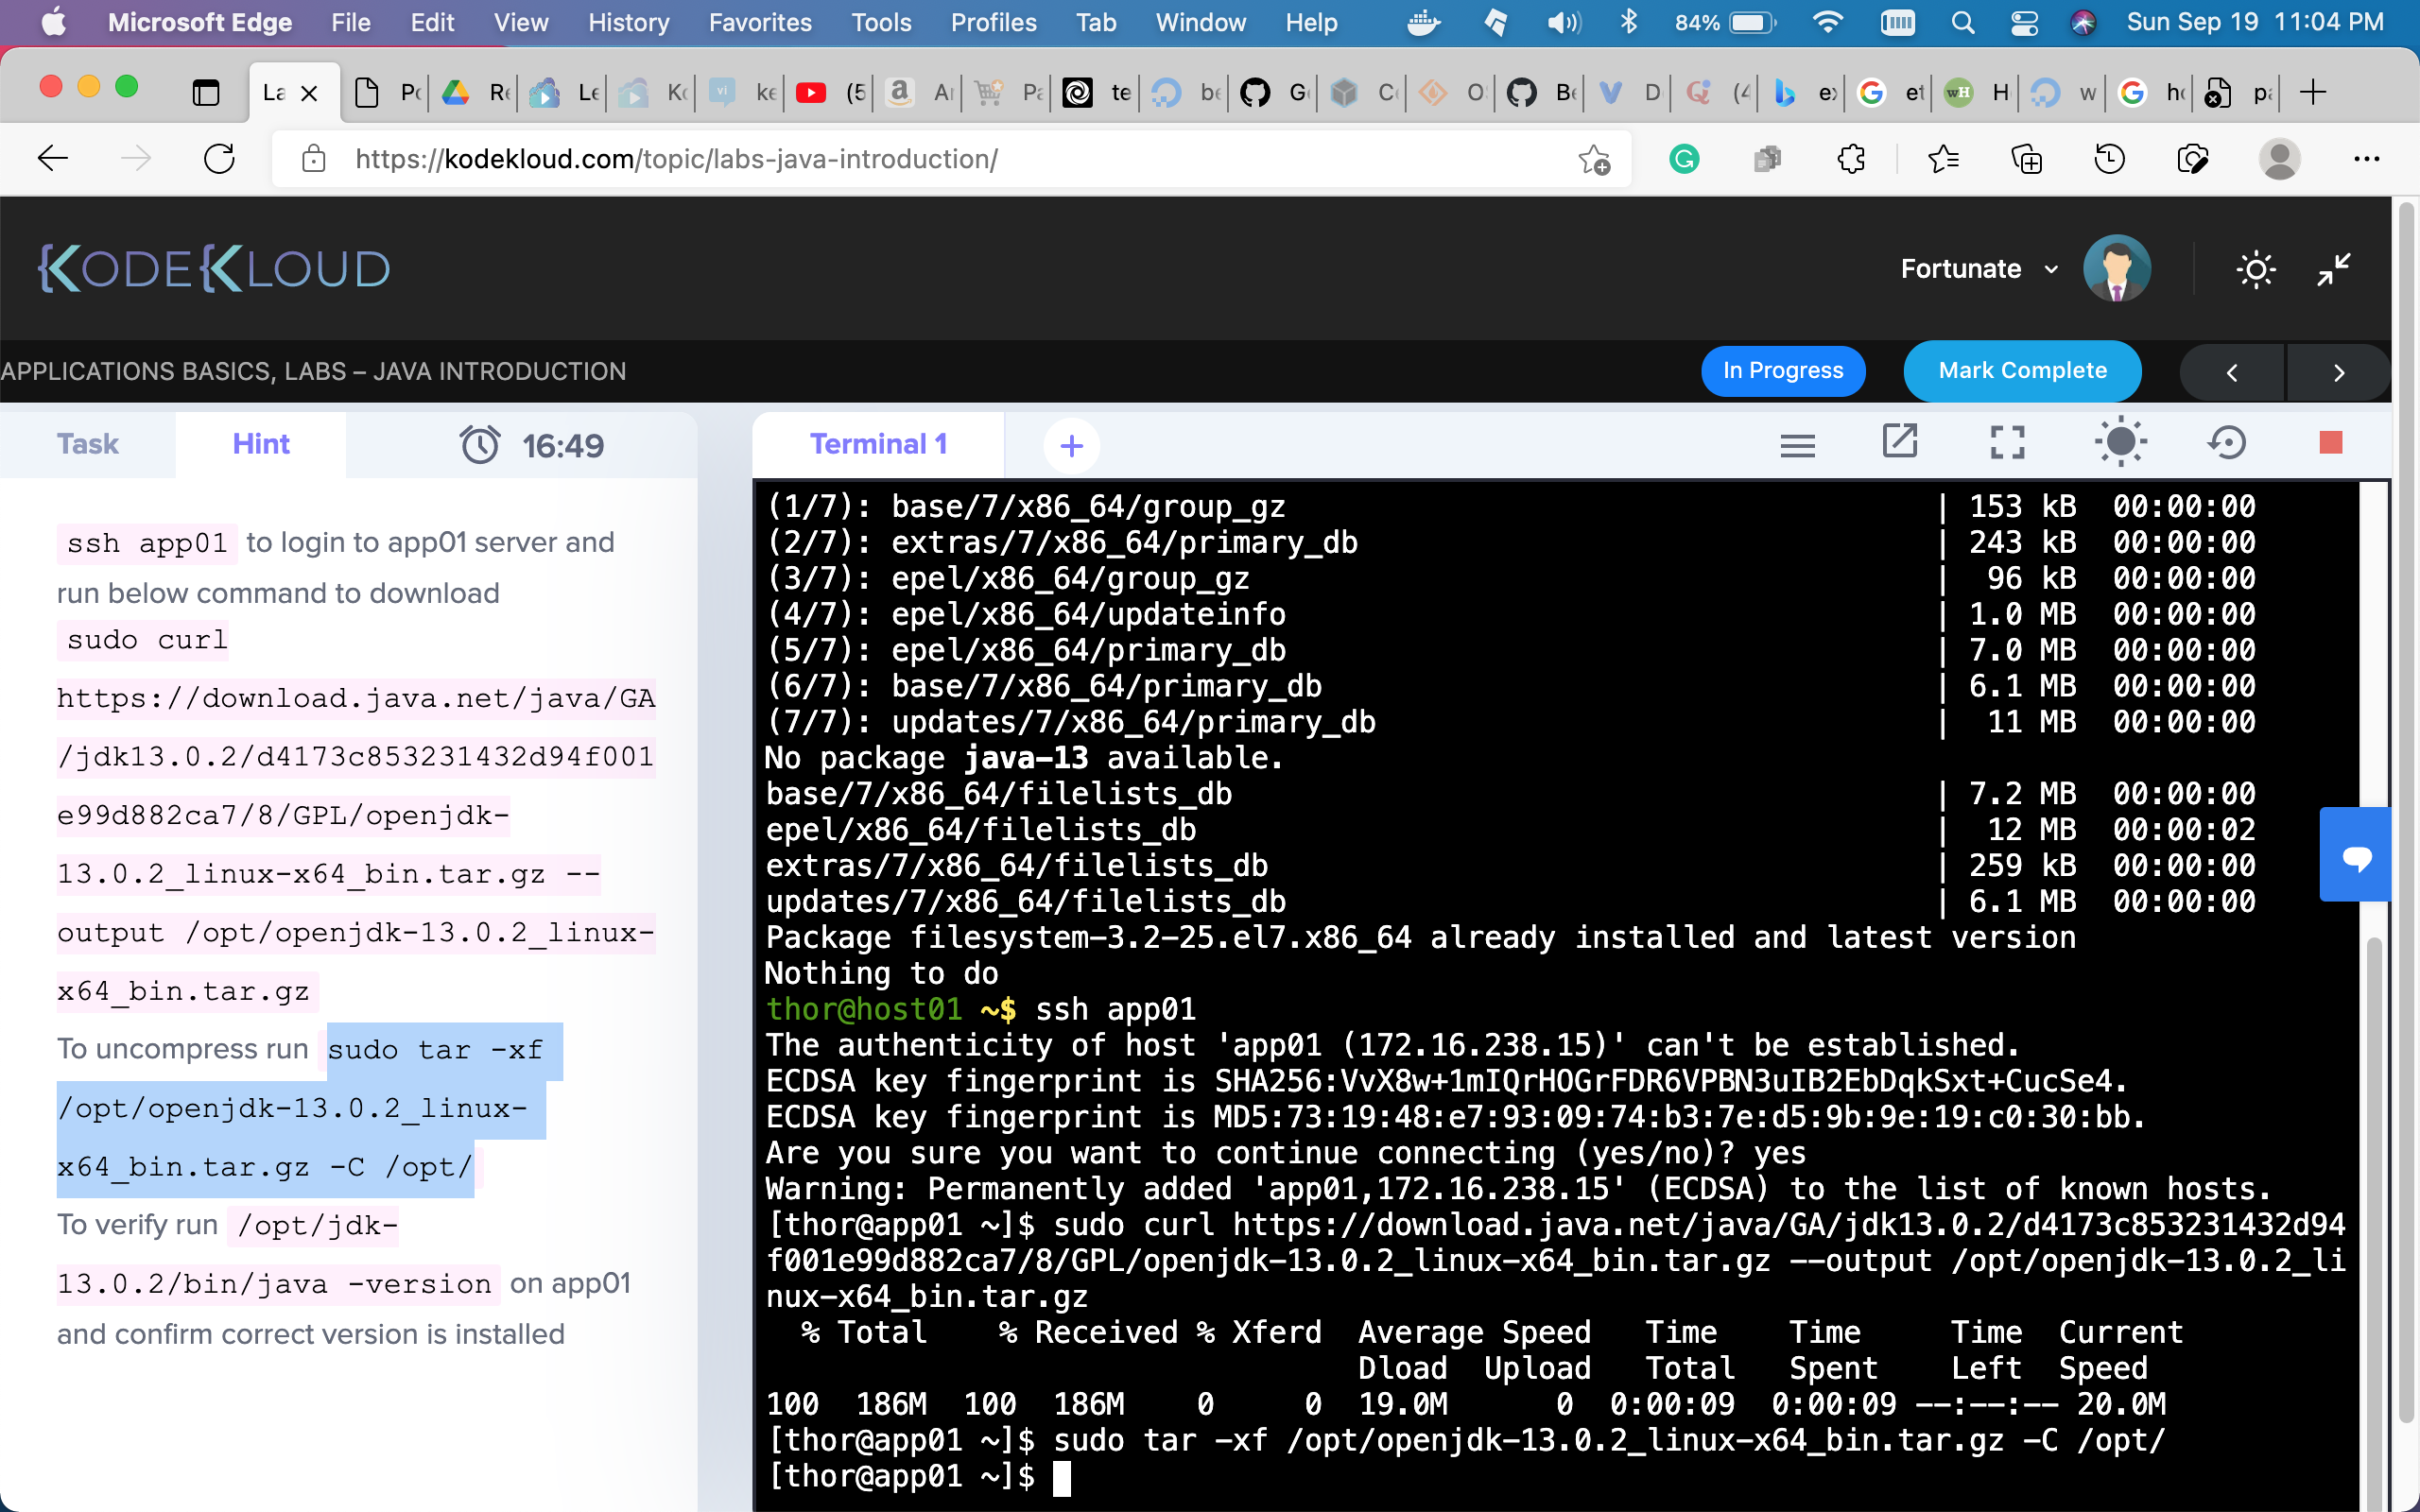 Microsoft Edge File Edit View History Favorites Tools Profiles Tab Window Help 84% Sun Sep 19 11:04 PM
https://kodekloud.com/topic/labs-java-introduction/
{KODE{KLOUD
Fortunate
APPLICATIONS BASICS, LABS – JAVA INTRODUCTION
In Progress
Mark Complete
Task
Hint
16:49
ssh app01 to login to app01 server and
run below command to download
sudo curl
https://download.java.net/java/GA
/jdk13.0.2/d4173c853231432d94f001
e99d882ca7/8/GPL/openjdk-
13.0.2_linux-x64_bin.tar.gz --
output /opt/openjdk-13.0.2_linux-
x64_bin.tar.gz
To uncompress run sudo tar -xf
/opt/openjdk-13.0.2_linux-
x64_bin.tar.gz -C /opt/
To verify run /opt/jdk-
13.0.2/bin/java -version on app01
and confirm correct version is installed
Terminal 1
(1/7): base/7/x86_64/group_gz | 153 kB 00:00:00
(2/7): extras/7/x86_64/primary_db | 243 kB 00:00:00
(3/7): epel/x86_64/group_gz | 96 kB 00:00:00
(4/7): epel/x86_64/updateinfo | 1.0 MB 00:00:00
(5/7): epel/x86_64/primary_db | 7.0 MB 00:00:00
(6/7): base/7/x86_64/primary_db | 6.1 MB 00:00:00
(7/7): updates/7/x86_64/primary_db | 11 MB 00:00:00
No package java-13 available.
base/7/x86_64/filelists_db | 7.2 MB 00:00:00
epel/x86_64/filelists_db | 12 MB 00:00:02
extras/7/x86_64/filelists_db | 259 kB 00:00:00
updates/7/x86_64/filelists_db | 6.1 MB 00:00:00
Package filesystem-3.2-25.el7.x86_64 already installed and latest version
Nothing to do
thor@host01 ~$ ssh app01
The authenticity of host 'app01 (172.16.238.15)' can't be established.
ECDSA key fingerprint is SHA256:VvX8w+1mIQrHOGrFDR6VPBN3uIB2EbDqkSxt+CucSe4.
ECDSA key fingerprint is MD5:73:19:48:e7:93:09:74:b3:7e:d5:9b:9e:19:c0:30:bb.
Are you sure you want to continue connecting (yes/no)? yes
Warning: Permanently added 'app01,172.16.238.15' (ECDSA) to the list of known hosts.
[thor@app01 ~]$ sudo curl https://download.java.net/java/GA/jdk13.0.2/d4173c853231432d94
f001e99d882ca7/8/GPL/openjdk-13.0.2_linux-x64_bin.tar.gz --output /opt/openjdk-13.0.2_li
nux-x64_bin.tar.gz
% Total % Received % Xferd Average Speed Time Time Time Current
Dload Upload Total Spent Left Speed
100 186M 100 186M 0 0 19.0M 0 0:00:09 0:00:09 --:--:-- 20.0M
[thor@app01 ~]$ sudo tar -xf /opt/openjdk-13.0.2_linux-x64_bin.tar.gz -C /opt/
[thor@app01 ~]$